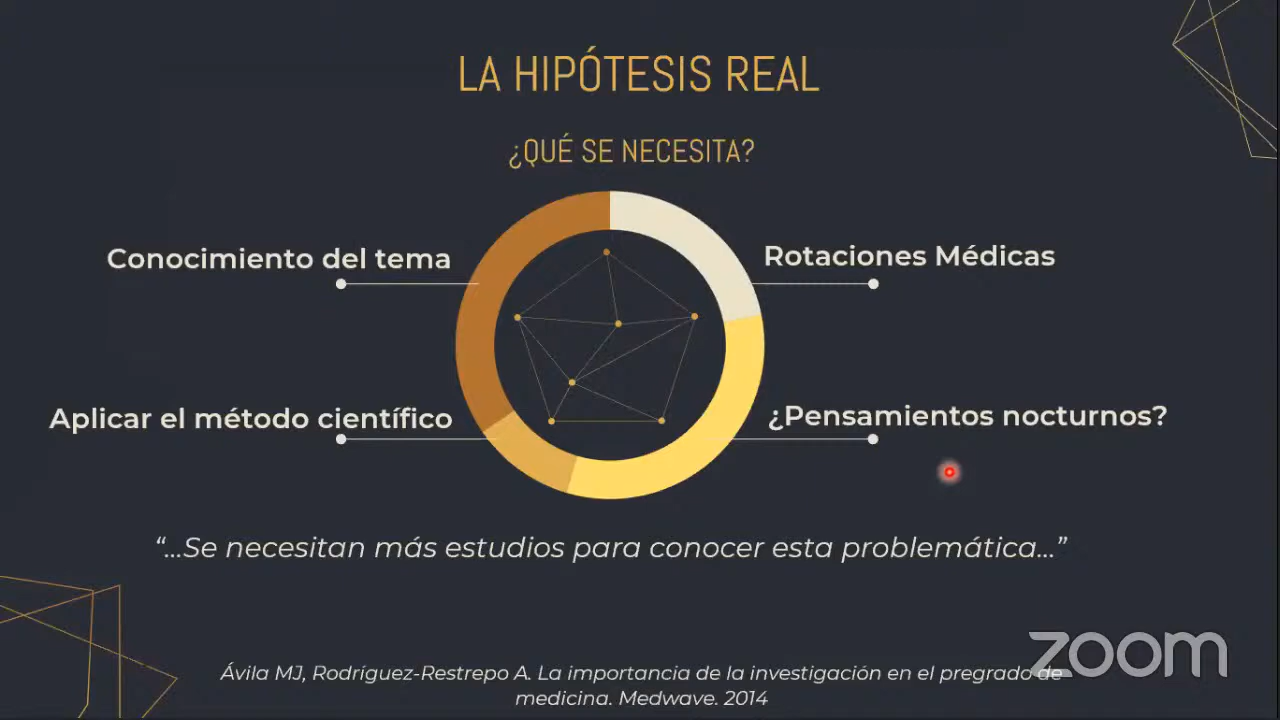 LA HIPÓTESIS REAL
¿QUÉ SE NECESITA?
Conocimiento del tema
Rotaciones Médicas
Aplicar el método científico
¿Pensamientos nocturnos?
“...Se necesitan más estudios para conocer esta problemática...”
Ávila MJ, Rodríguez-Restrepo A. La importancia de la investigación en el pregrado de
medicina. Medwave. 2014
zoom